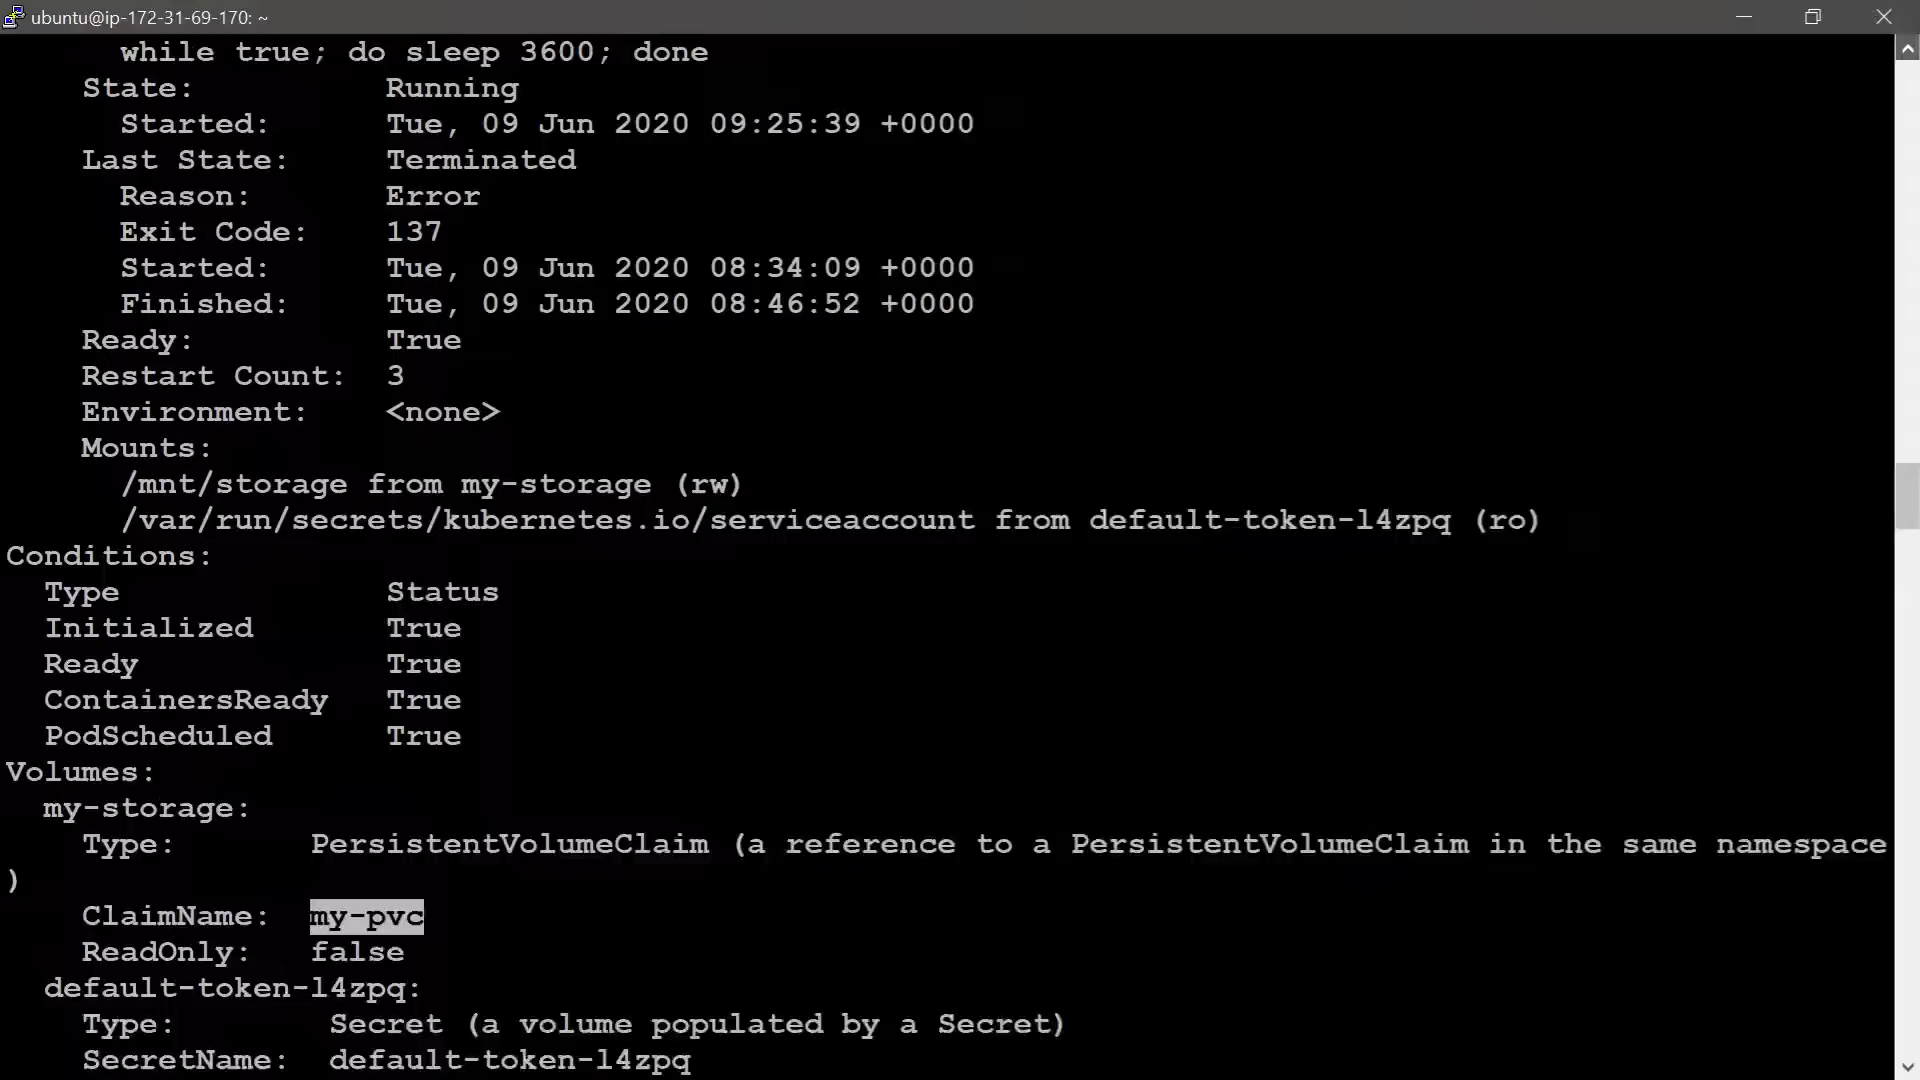 ubuntu@ip-172-31-69-170: ~
while true; do sleep 3600; done
State: Running
Started: Tue, 09 Jun 2020 09:25:39 +0000
Last State: Terminated
Reason: Error
Exit Code: 137
Started: Tue, 09 Jun 2020 08:34:09 +0000
Finished: Tue, 09 Jun 2020 08:46:52 +0000
Ready: True
Restart Count: 3
Environment: <none>
Mounts:
/mnt/storage from my-storage (rw)
/var/run/secrets/kubernetes.io/serviceaccount from default-token-l4zpq (ro)
Conditions:
Type Status
Initialized True
Ready True
ContainersReady True
PodScheduled True
Volumes:
my-storage:
Type: PersistentVolumeClaim (a reference to a PersistentVolumeClaim in the same namespace
)
ClaimName: my-pvc
ReadOnly: false
default-token-l4zpq:
Type: Secret (a volume populated by a Secret)
SecretName: default-token-l4zpq